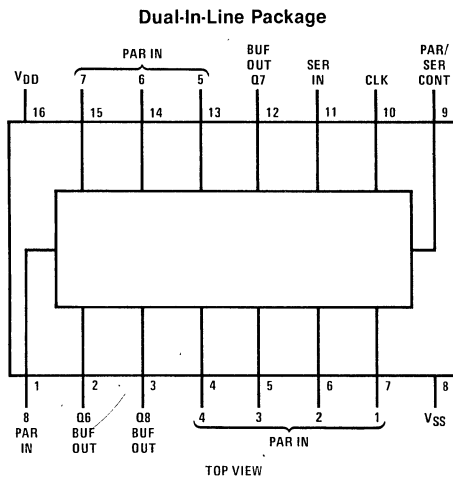 Dual-In-Line Package
PAR IN
BUF
OUT
Q7
SER
IN
CLK
PAR/
SER
CONT
VDD
7 6 5
16 15 14 13 12 11 10 9
1 2 3 4 5 6 7 8
8
PAR
IN
Q6
BUF
OUT
Q8
BUF
OUT
4 3 2 1
PAR IN
VSS
TOP VIEW